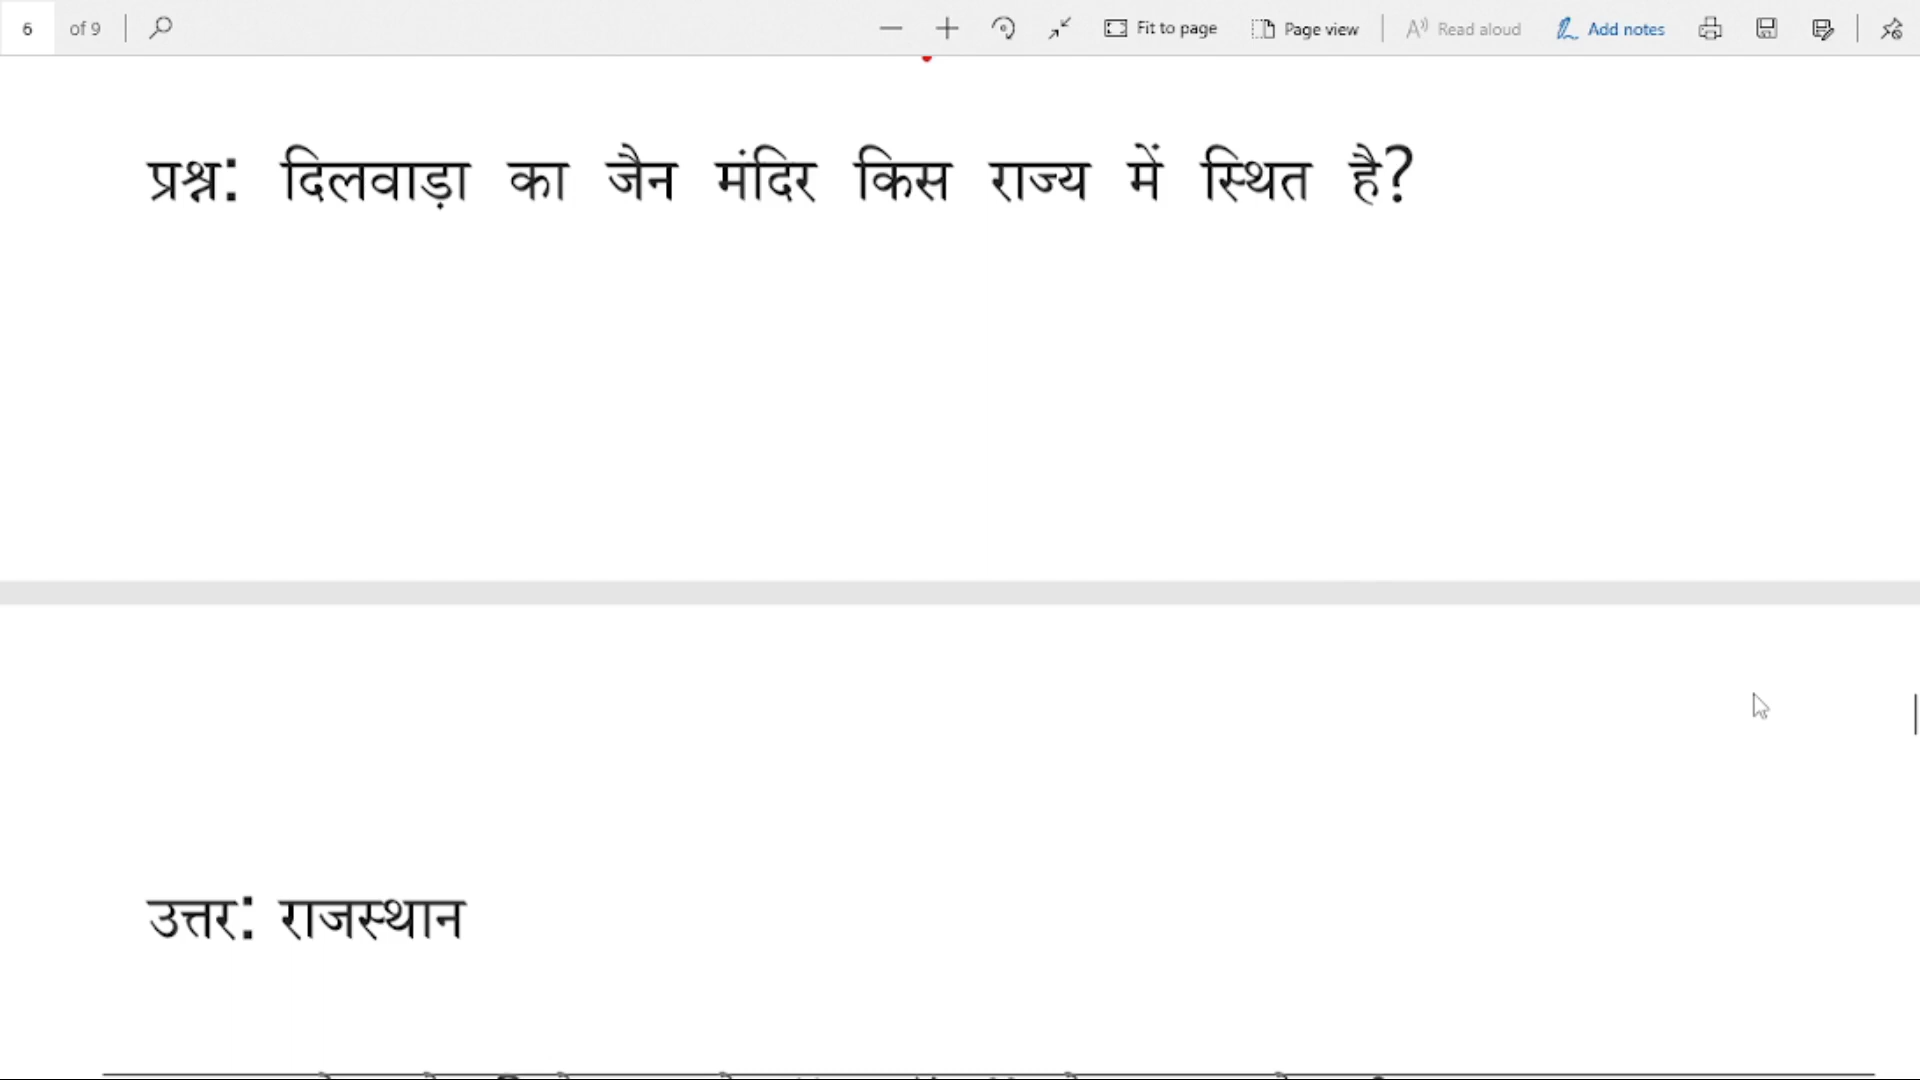 6 of 9 Fit to page Page view Read aloud Add notes
प्रश्न: दिलवाड़ा का जैन मंदिर किस राज्य में स्थित है?
उत्तर: राजस्थान